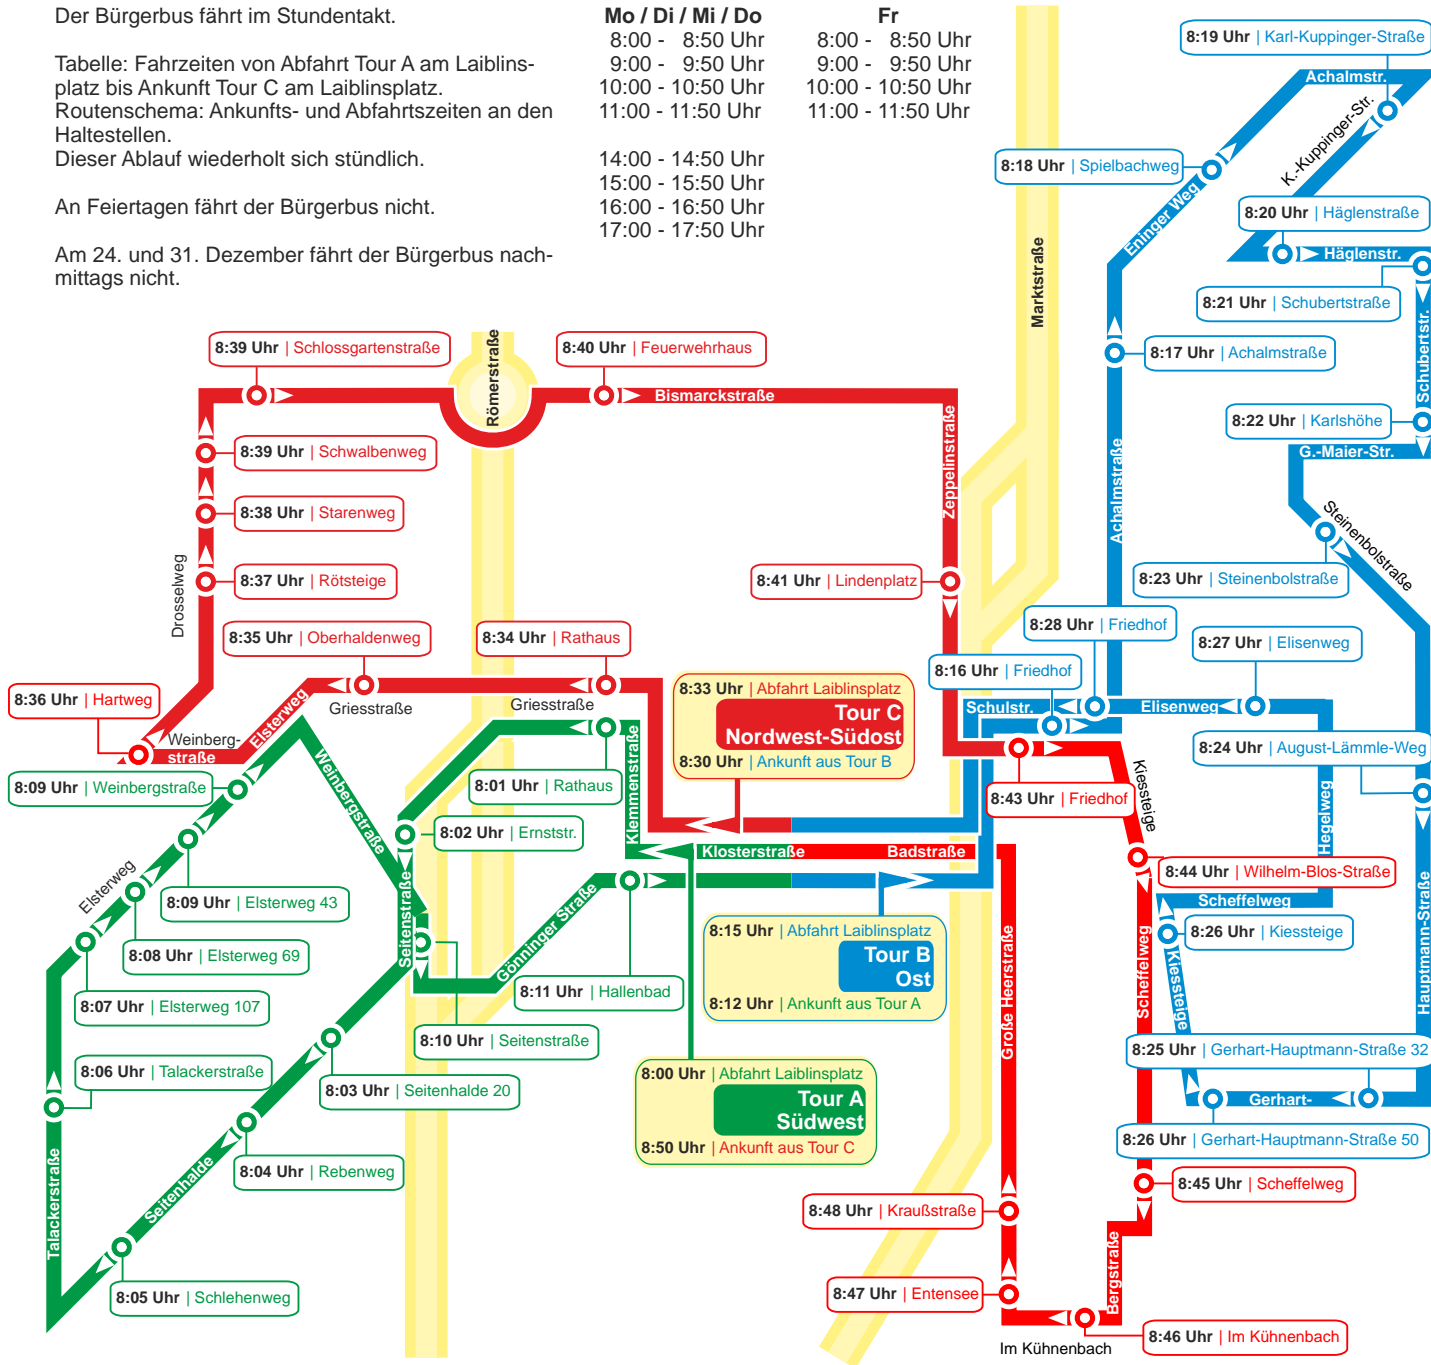 Der Bürgerbus fährt im Stundentakt.
Tabelle: Fahrzeiten von Abfahrt Tour A am Laiblins-
platz bis Ankunft Tour C am Laiblinsplatz.
Routenschema: Ankunfts- und Abfahrtszeiten an den
Haltestellen.
Dieser Ablauf wiederholt sich stündlich.
An Feiertagen fährt der Bürgerbus nicht.
Am 24. und 31. Dezember fährt der Bürgerbus nach-
mittags nicht.
Mo / Di / Mi / Do
8:00 - 8:50 Uhr
9:00 - 9:50 Uhr
10:00 - 10:50 Uhr
11:00 - 11:50 Uhr
14:00 - 14:50 Uhr
15:00 - 15:50 Uhr
16:00 - 16:50 Uhr
17:00 - 17:50 Uhr
Fr
8:00 - 8:50 Uhr
9:00 - 9:50 Uhr
10:00 - 10:50 Uhr
11:00 - 11:50 Uhr
8:19 Uhr | Karl-Kuppinger-Straße
Achalmstr.
K.-Kuppinger-Str.
8:18 Uhr | Spielbachweg
Eninger Weg
8:20 Uhr | Häglenstraße
Häglenstr.
8:21 Uhr | Schubertstraße
Schubertstr.
Marktstraße
8:17 Uhr | Achalmstraße
8:22 Uhr | Karlshöhe
G.-Maier-Str.
Achalmstraße
Steinenbolstraße
8:23 Uhr | Steinenbolstraße
8:28 Uhr | Friedhof
8:27 Uhr | Elisenweg
8:16 Uhr | Friedhof
Schulstr.
Elisenweg
8:24 Uhr | August-Lämmle-Weg
Hegelweg
Scheffelweg
8:26 Uhr | Kiessteige
Kiessteige
Hauptmann-Straße
8:25 Uhr | Gerhart-Hauptmann-Straße 32
Gerhart-
8:26 Uhr | Gerhart-Hauptmann-Straße 50
8:39 Uhr | Schlossgartenstraße
Römerstraße
8:40 Uhr | Feuerwehrhaus
Bismarckstraße
8:39 Uhr | Schwalbenweg
8:38 Uhr | Starenweg
8:37 Uhr | Rötsteige
Drosselweg
Zeppelinstraße
8:41 Uhr | Lindenplatz
8:35 Uhr | Oberhaldenweg
8:34 Uhr | Rathaus
8:36 Uhr | Hartweg
Griesstraße
Griesstraße
Elsterweg
Weinberg-
straße
8:33 Uhr | Abfahrt Laiblinsplatz
Tour C
Nordwest-Südost
8:30 Uhr | Ankunft aus Tour B
8:43 Uhr | Friedhof
Kiessteige
8:44 Uhr | Wilhelm-Blos-Straße
Scheffelweg
8:09 Uhr | Weinbergstraße
Weinbergstraße
8:01 Uhr | Rathaus
Klemmenstraße
8:02 Uhr | Ernststr.
Klosterstraße
Badstraße
Elsterweg
8:09 Uhr | Elsterweg 43
8:08 Uhr | Elsterweg 69
8:07 Uhr | Elsterweg 107
Seitenstraße
Gönninger Straße
8:11 Uhr | Hallenbad
8:10 Uhr | Seitenstraße
8:15 Uhr | Abfahrt Laiblinsplatz
Tour B
Ost
8:12 Uhr | Ankunft aus Tour A
Große Heerstraße
8:06 Uhr | Talackerstraße
8:03 Uhr | Seitenhalde 20
8:00 Uhr | Abfahrt Laiblinsplatz
Tour A
Südwest
8:50 Uhr | Ankunft aus Tour C
8:04 Uhr | Rebenweg
Seitenhalde
Talackerstraße
8:05 Uhr | Schlehenweg
8:45 Uhr | Scheffelweg
8:48 Uhr | Kraußstraße
Bergstraße
8:47 Uhr | Entensee
8:46 Uhr | Im Kühnenbach
Im Kühnenbach